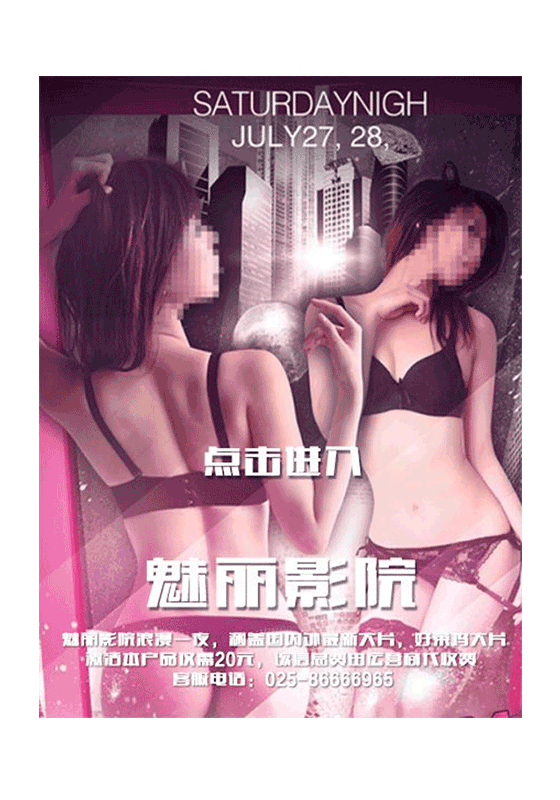 SATURDAYNIGH
JULY27, 28,
点击进入
魅丽影院
魅丽影院浪漫一夜，涵盖国内外最新大片，好莱坞大片
激活本产品仅需20元，该信息费由运营商代收费
客服电话：025-86666965